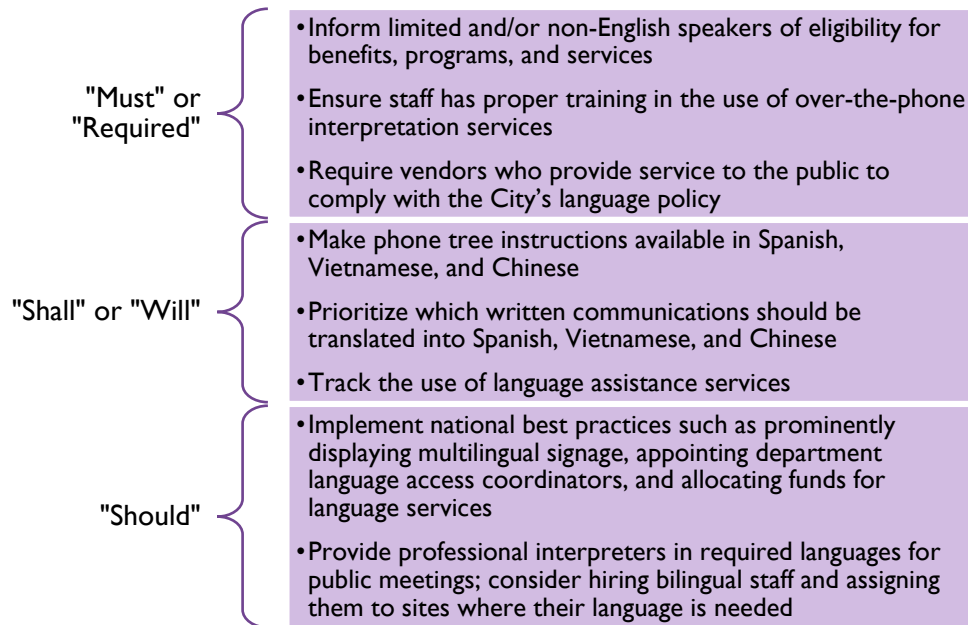 "Must" or
"Required"
•Inform limited and/or non-English speakers of eligibility for
benefits, programs, and services
•Ensure staff has proper training in the use of over-the-phone
interpretation services
•Require vendors who provide service to the public to
comply with the City’s language policy
"Shall" or "Will"
•Make phone tree instructions available in Spanish,
Vietnamese, and Chinese
•Prioritize which written communications should be
translated into Spanish, Vietnamese, and Chinese
•Track the use of language assistance services
"Should"
•Implement national best practices such as prominently
displaying multilingual signage, appointing department
language access coordinators, and allocating funds for
language services
•Provide professional interpreters in required languages for
public meetings; consider hiring bilingual staff and assigning
them to sites where their language is needed